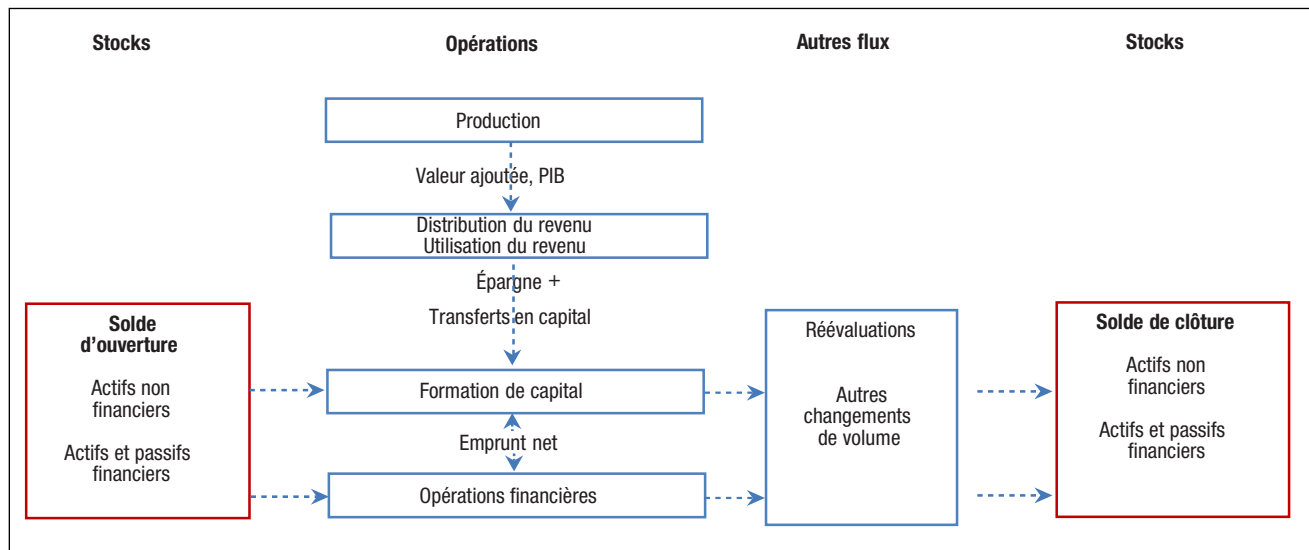 Stocks
Opérations
Autres flux
Stocks
Production
Valeur ajoutée, PIB
Distribution du revenu
Utilisation du revenu
Épargne +
Transferts en capital
Solde
d'ouverture
Actifs non
financiers
Actifs et passifs
financiers
Formation de capital
Emprunt net
Opérations financières
Réévaluations
Autres
changements
de volume
Solde de clôture
Actifs non
financiers
Actifs et passifs
financiers